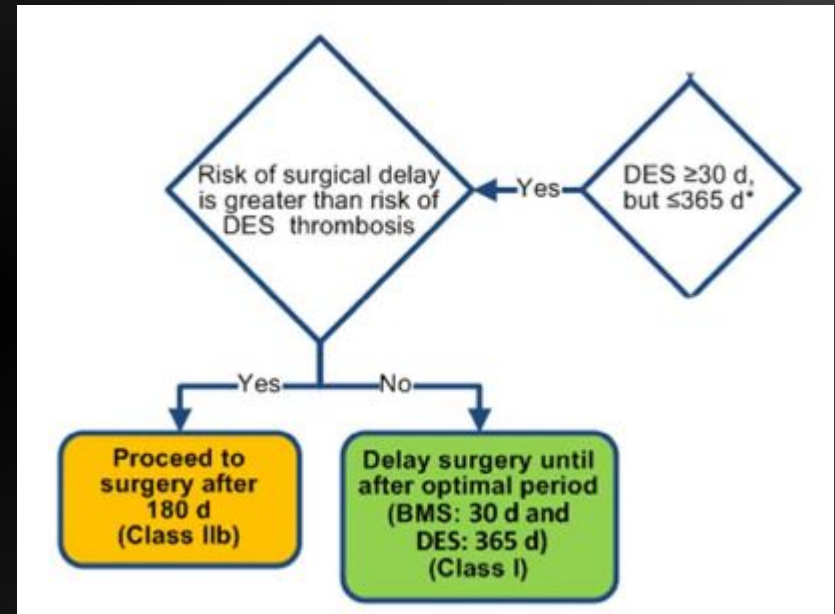 Risk of surgical delay
is greater than risk of
DES thrombosis
Yes
DES ≥30 d,
but ≤365 d*
Yes
No
Proceed to
surgery after
180 d
(Class IIb)
Delay surgery until
after optimal period
(BMS: 30 d and
DES: 365 d)
(Class I)